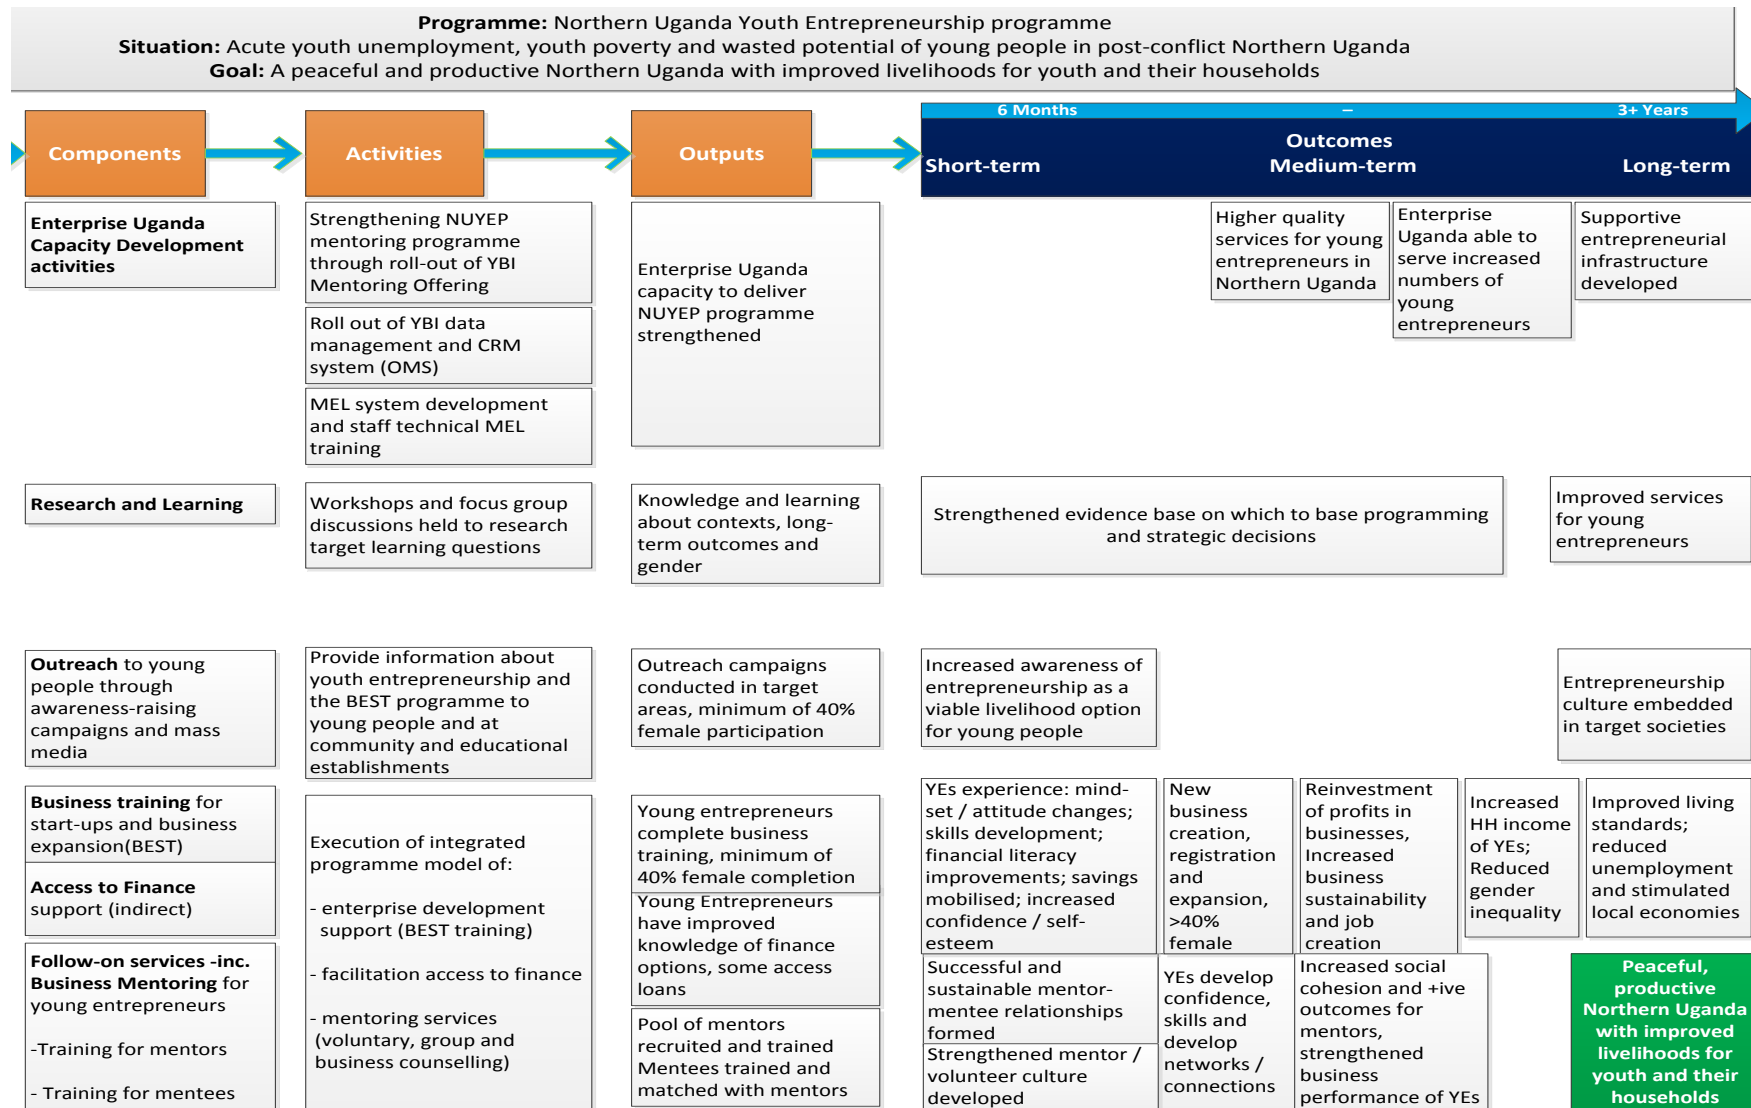 Programme: Northern Uganda Youth Entrepreneurship programme
Situation: Acute youth unemployment, youth poverty and wasted potential of young people in post-conflict Northern Uganda
Goal: A peaceful and productive Northern Uganda with improved livelihoods for youth and their households
6 Months
–
3+ Years
Components
Activities
Outputs
Outcomes
Short-term
Medium-term
Long-term
Enterprise Uganda
Capacity Development
activities
Strengthening NUYEP
mentoring programme
through roll-out of YBI
Mentoring Offering
Roll out of YBI data
management and CRM
system (OMS)
MEL system development
and staff technical MEL
training
Enterprise Uganda
capacity to deliver
NUYEP programme
strengthened
Higher quality
services for young
entrepreneurs in
Northern Uganda
Enterprise
Uganda able to
serve increased
numbers of
young
entrepreneurs
Supportive
entrepreneurial
infrastructure
developed
Research and Learning
Workshops and focus group
discussions held to research
target learning questions
Knowledge and learning
about contexts, long-
term outcomes and
gender
Strengthened evidence base on which to base programming
and strategic decisions
Improved services
for young
entrepreneurs
Outreach to young
people through
awareness-raising
campaigns and mass
media
Provide information about
youth entrepreneurship and
the BEST programme to
young people and at
community and educational
establishments
Outreach campaigns
conducted in target
areas, minimum of 40%
female participation
Increased awareness of
entrepreneurship as a
viable livelihood option
for young people
Entrepreneurship
culture embedded
in target societies
Business training for
start-ups and business
expansion(BEST)
Access to Finance
support (indirect)
Follow-on services -inc.
Business Mentoring for
young entrepreneurs
-Training for mentors
- Training for mentees
Execution of integrated
programme model of:
- enterprise development
support (BEST training)
- facilitation access to finance
- mentoring services
(voluntary, group and
business counselling)
Young entrepreneurs
complete business
training, minimum of
40% female completion
Young Entrepreneurs
have improved
knowledge of finance
options, some access
loans
Pool of mentors
recruited and trained
Mentees trained and
matched with mentors
YEs experience: mind-
set / attitude changes;
skills development;
financial literacy
improvements; savings
mobilised; increased
confidence / self-
esteem
New
business
creation,
registration
and
expansion,
>40%
female
Reinvestment
of profits in
businesses,
Increased
business
sustainability
and job
creation
Increased
HH income
of YEs;
Reduced
gender
inequality
Improved living
standards;
reduced
unemployment
and stimulated
local economies
Successful and
sustainable mentor-
mentee relationships
formed
Strengthened mentor /
volunteer culture
developed
YEs develop
confidence,
skills and
develop
networks /
connections
Increased social
cohesion and +ive
outcomes for
mentors,
strengthened
business
performance of YEs
Peaceful,
productive
Northern Uganda
with improved
livelihoods for
youth and their
households